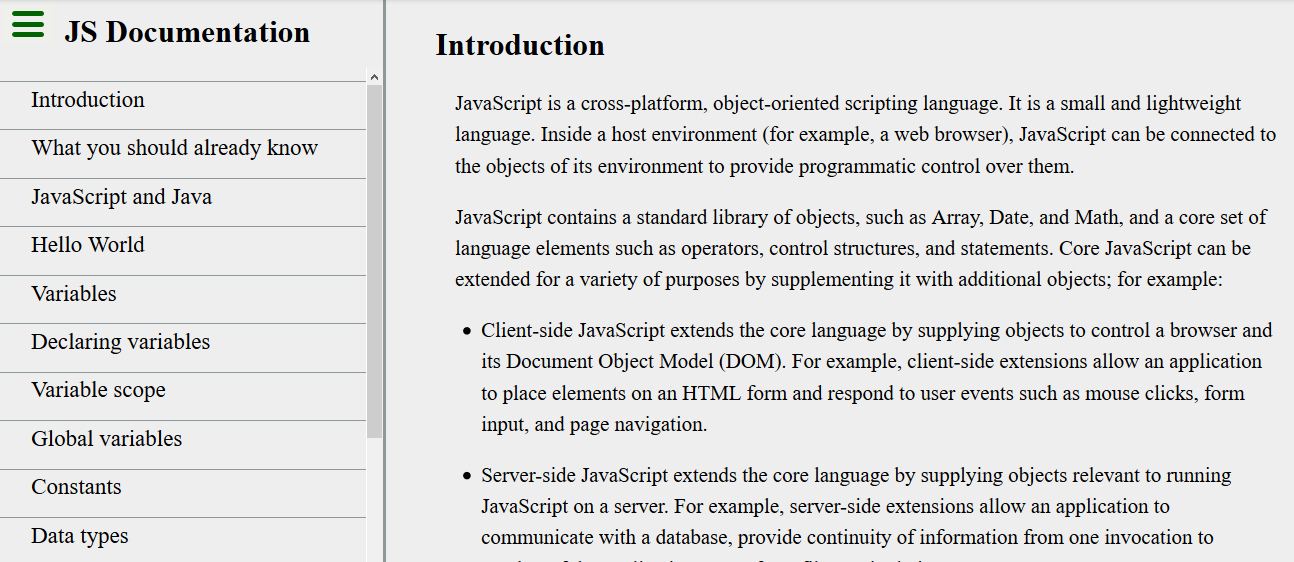 JS Documentation
Introduction
What you should already know
JavaScript and Java
Hello World
Variables
Declaring variables
Variable scope
Global variables
Constants
Data types
Introduction
JavaScript is a cross-platform, object-oriented scripting language. It is a small and lightweight
language. Inside a host environment (for example, a web browser), JavaScript can be connected to
the objects of its environment to provide programmatic control over them.
JavaScript contains a standard library of objects, such as Array, Date, and Math, and a core set of
language elements such as operators, control structures, and statements. Core JavaScript can be
extended for a variety of purposes by supplementing it with additional objects; for example:
• Client-side JavaScript extends the core language by supplying objects to control a browser and
its Document Object Model (DOM). For example, client-side extensions allow an application
to place elements on an HTML form and respond to user events such as mouse clicks, form
input, and page navigation.
• Server-side JavaScript extends the core language by supplying objects relevant to running
JavaScript on a server. For example, server-side extensions allow an application to
communicate with a database, provide continuity of information from one invocation to